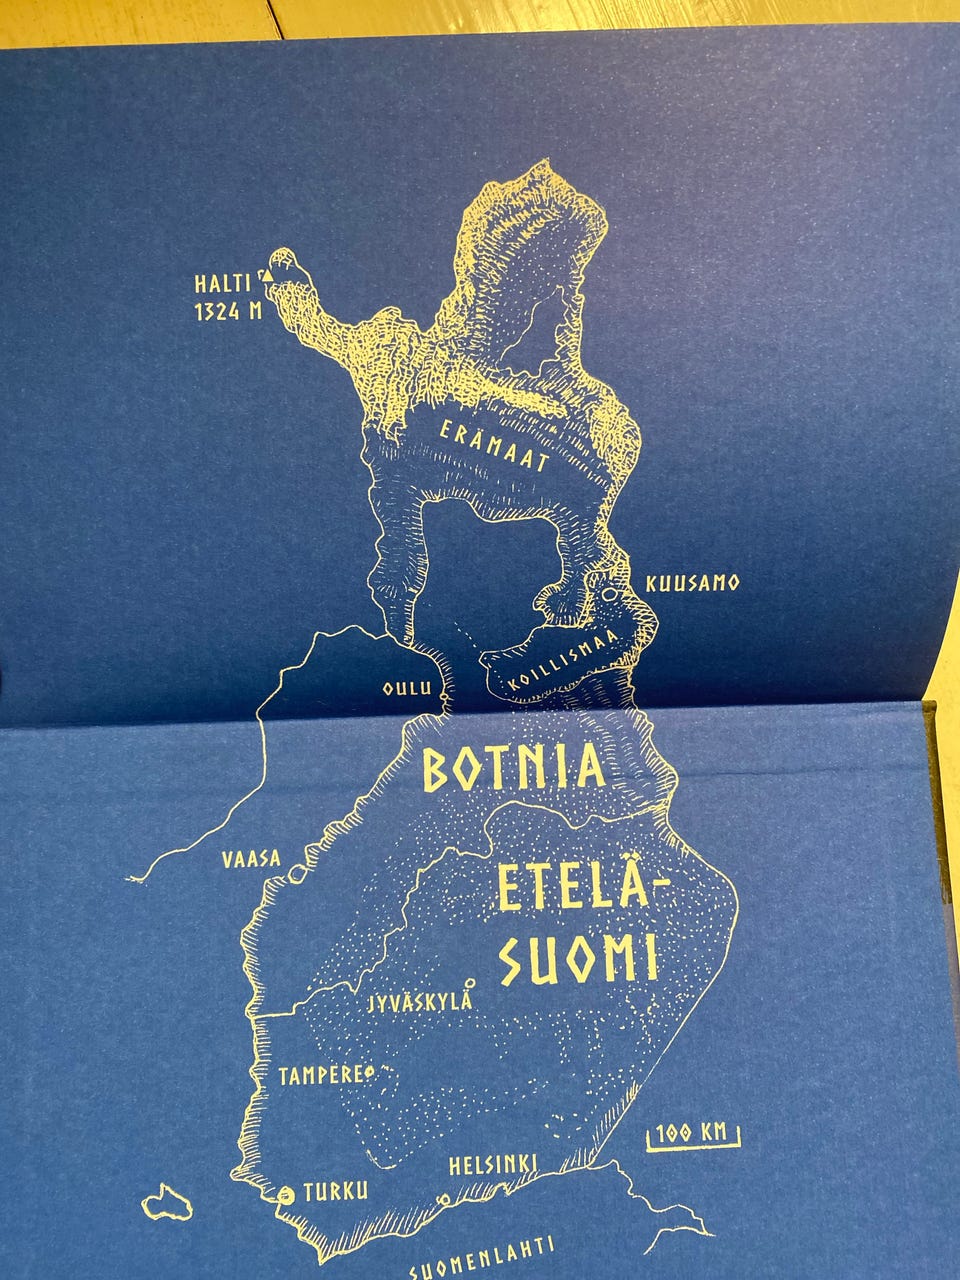 HALTI
1324 M
ERÄMAAT
KUUSAMO
KOILLISMAA
OULU
BOTNIA
VAASA
ETELÄ-
SUOMI
JYVÄSKYLÄ
TAMPERE
100 KM
HELSINKI
TURKU
SUOMENLAHTI